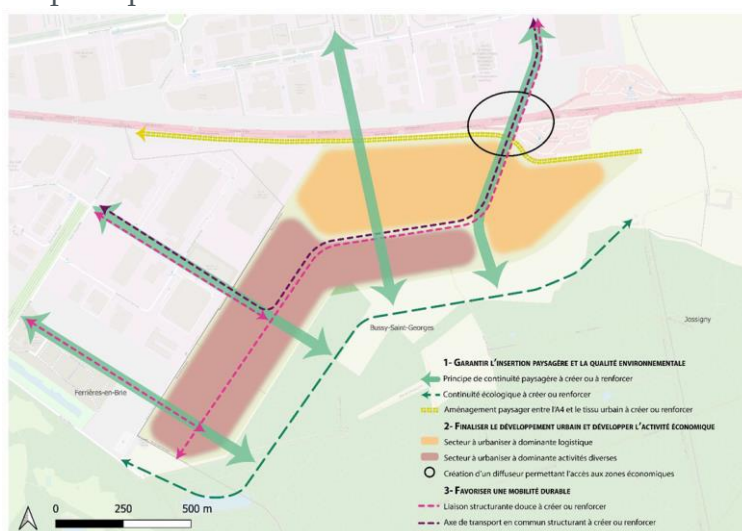 Bussy-Saint-Georges
Jossigny
Ferrières-en-Brie
1- GARANTIR L'INSERTION PAYSAGÈRE ET LA QUALITÉ ENVIRONNEMENTALE
Principe de continuité paysagère à créer ou à renforcer
Continuité écologique à créer ou renforcer
Aménagement paysager entre l'A4 et le tissu urbain à créer ou renforcer
2- FINALISER LE DÉVELOPPEMENT URBAIN ET DÉVELOPPER L'ACTIVITÉ ÉCONOMIQUE
Secteur à urbaniser à dominante logistique
Secteur à urbaniser à dominante activités diverses
Création d'un diffuseur permettant l'accès aux zones économiques
3- FAVORISER UNE MOBILITÉ DURABLE
Liaison structurante douce à créer ou renforcer
Axe de transport en commun structurant à créer ou renforcer
0 250 500 m